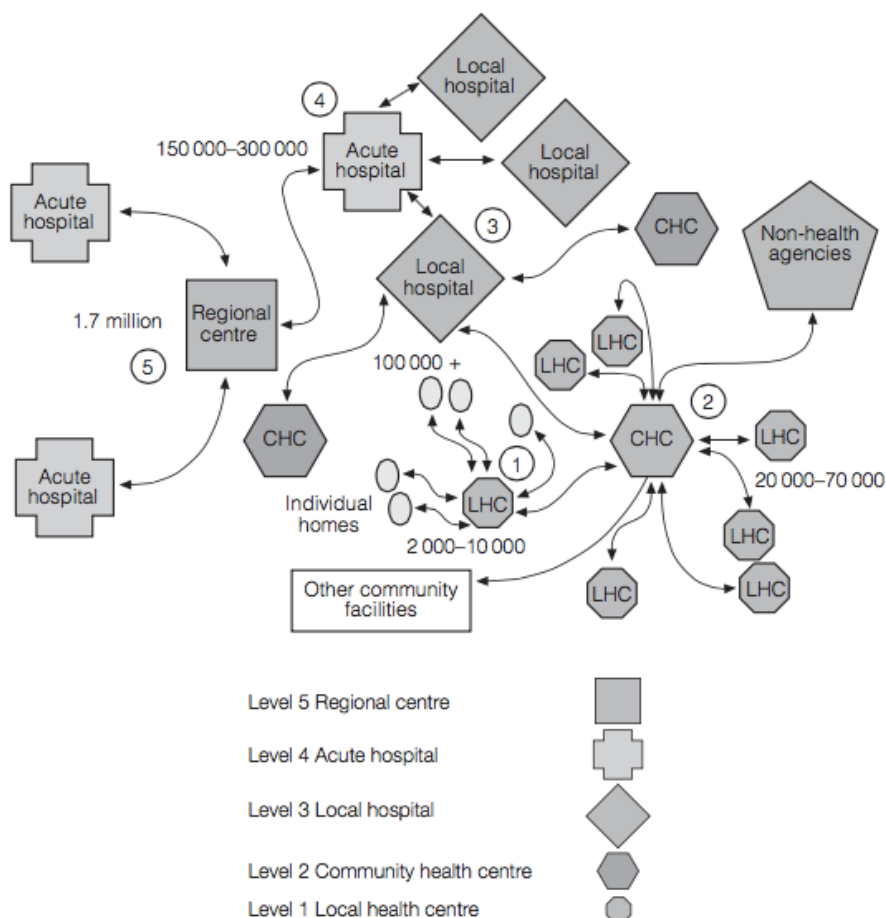 Local
hospital
4
150 000–300 000
Acute
hospital
Local
hospital
Acute
hospital
3
CHC
Non-health
agencies
Local
hospital
Regional
centre
1.7 million
LHC
5
100 000 +
LHC
2
CHC
CHC
LHC
1
Acute
hospital
20 000–70 000
Individual
homes
LHC
2 000–10 000
LHC
Other community
facilities
LHC
LHC
Level 5 Regional centre
Level 4 Acute hospital
Level 3 Local hospital
Level 2 Community health centre
Level 1 Local health centre